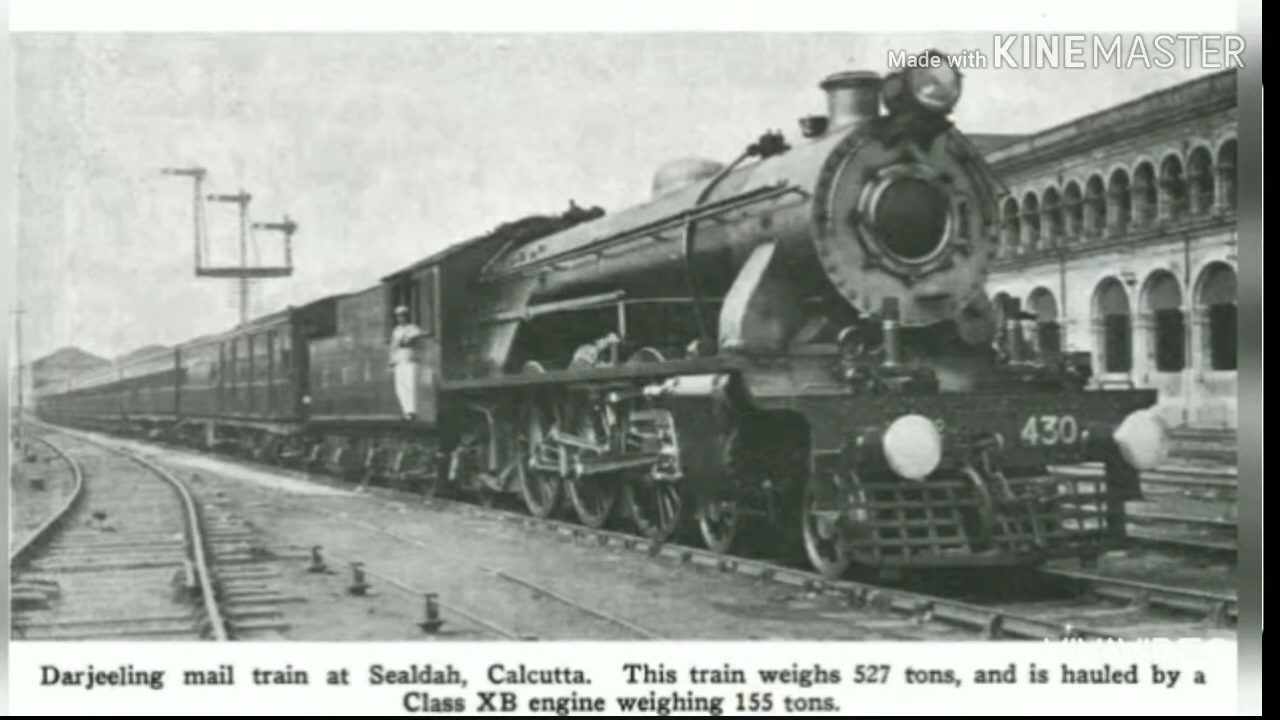 Made with KINEMASTER
430
Darjeeling mail train at Sealdah, Calcutta. This train weighs 527 tons, and is hauled by a
Class XB engine weighing 155 tons.